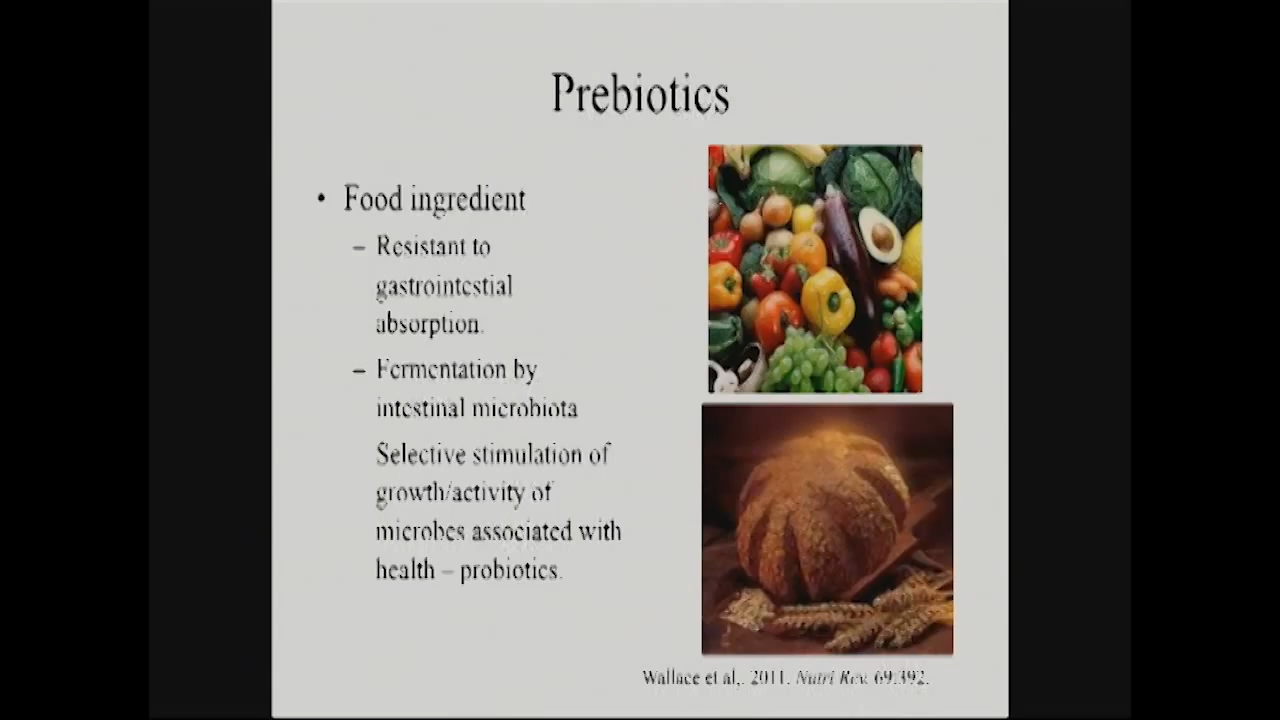 Prebiotics
• Food ingredient
– Resistant to
gastrointestial
absorption.
– Fermentation by
intestinal microbiota
Selective stimulation of
growth/activity of
microbes associated with
health – probiotics.
Wallace et al,. 2011. Nutri Rev. 69:392.